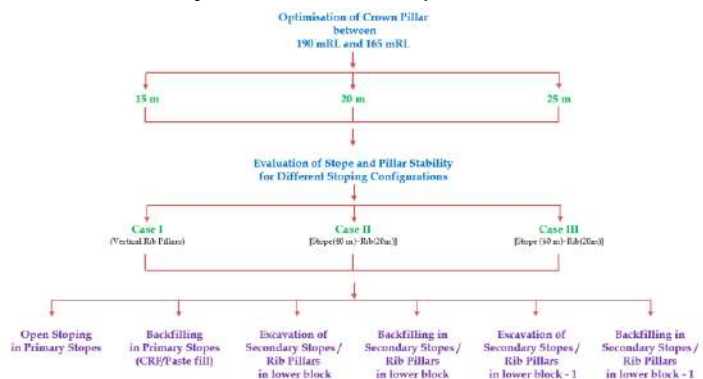 Optimisation of Crown Pillar
between
190 mRL and 165 mRL
15 m
20 m
25 m
Evaluation of Stope and Pillar Stability
for Different Stoping Configurations
Case I
(Vertical Rib Pillars)
Case II
[Stope(40 m)-Rib(20m)]
Case III
[Stope (60 m)-Rib(20m)]
Open Stoping
in Primary Stopes
Backfilling
in Primary Stopes
(CRF/Paste fill)
Excavation of
Secondary Stopes/
Rib Pillars
in lower block
Backfilling in
Secondary Stopes/
Rib Pillars
in lower block
Excavation of
Secondary Stopes/
Rib Pillars
in lower block - 1
Backfilling in
Secondary Stopes/
Rib Pillars
in lower block - 1